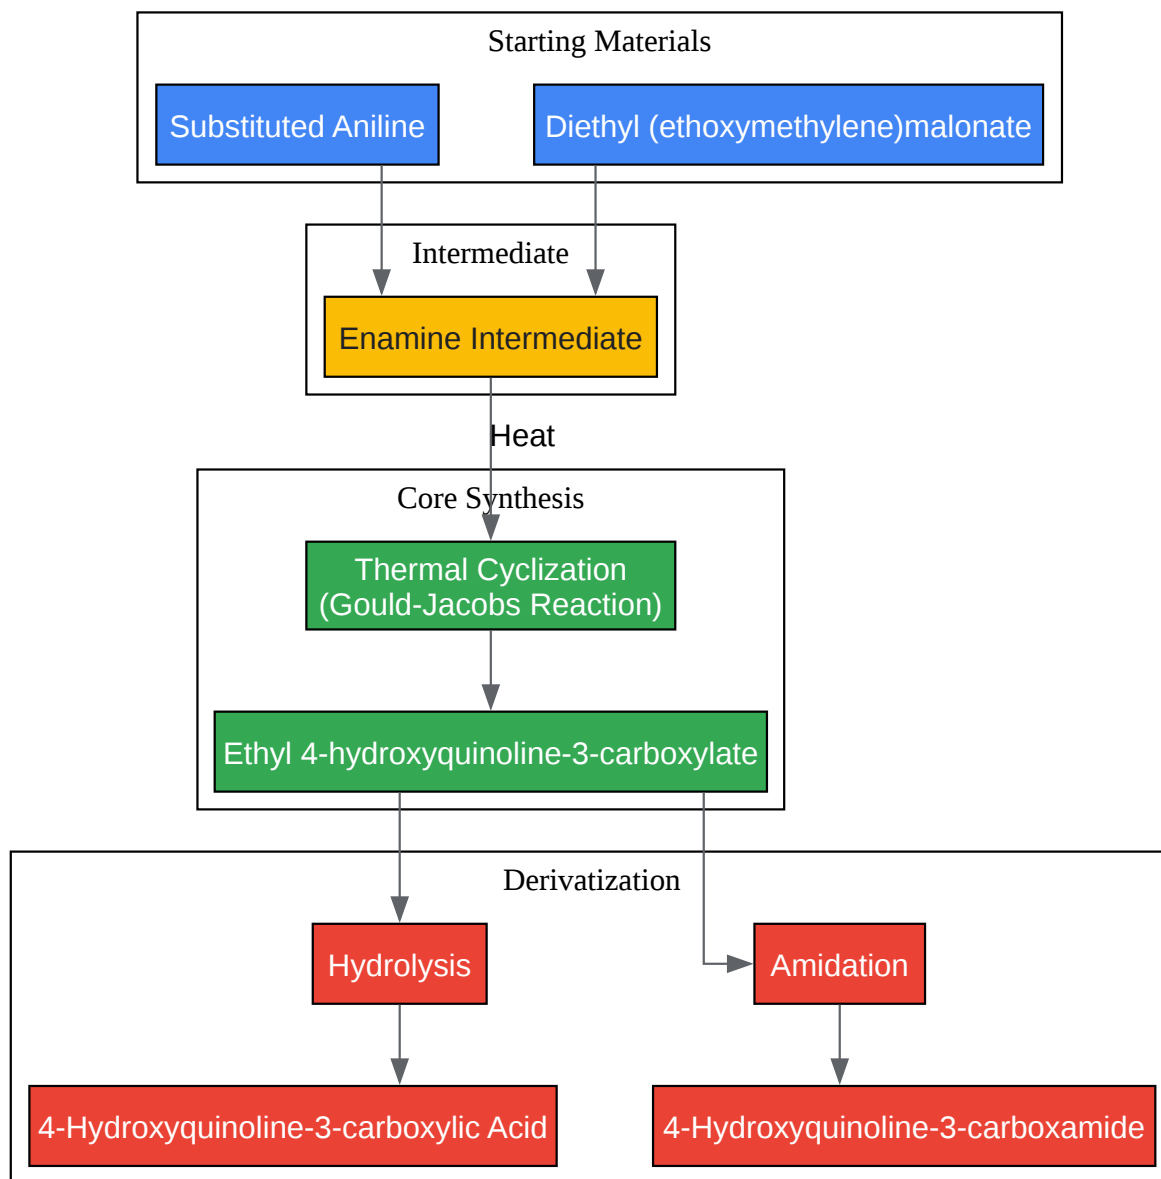 Starting Materials
Substituted Aniline
Diethyl (ethoxymethylene)malonate
Intermediate
Enamine Intermediate
Heat
Core Synthesis
Thermal Cyclization
(Gould-Jacobs Reaction)
Ethyl 4-hydroxyquinoline-3-carboxylate
Derivatization
Hydrolysis
Amidation
4-Hydroxyquinoline-3-carboxylic Acid
4-Hydroxyquinoline-3-carboxamide